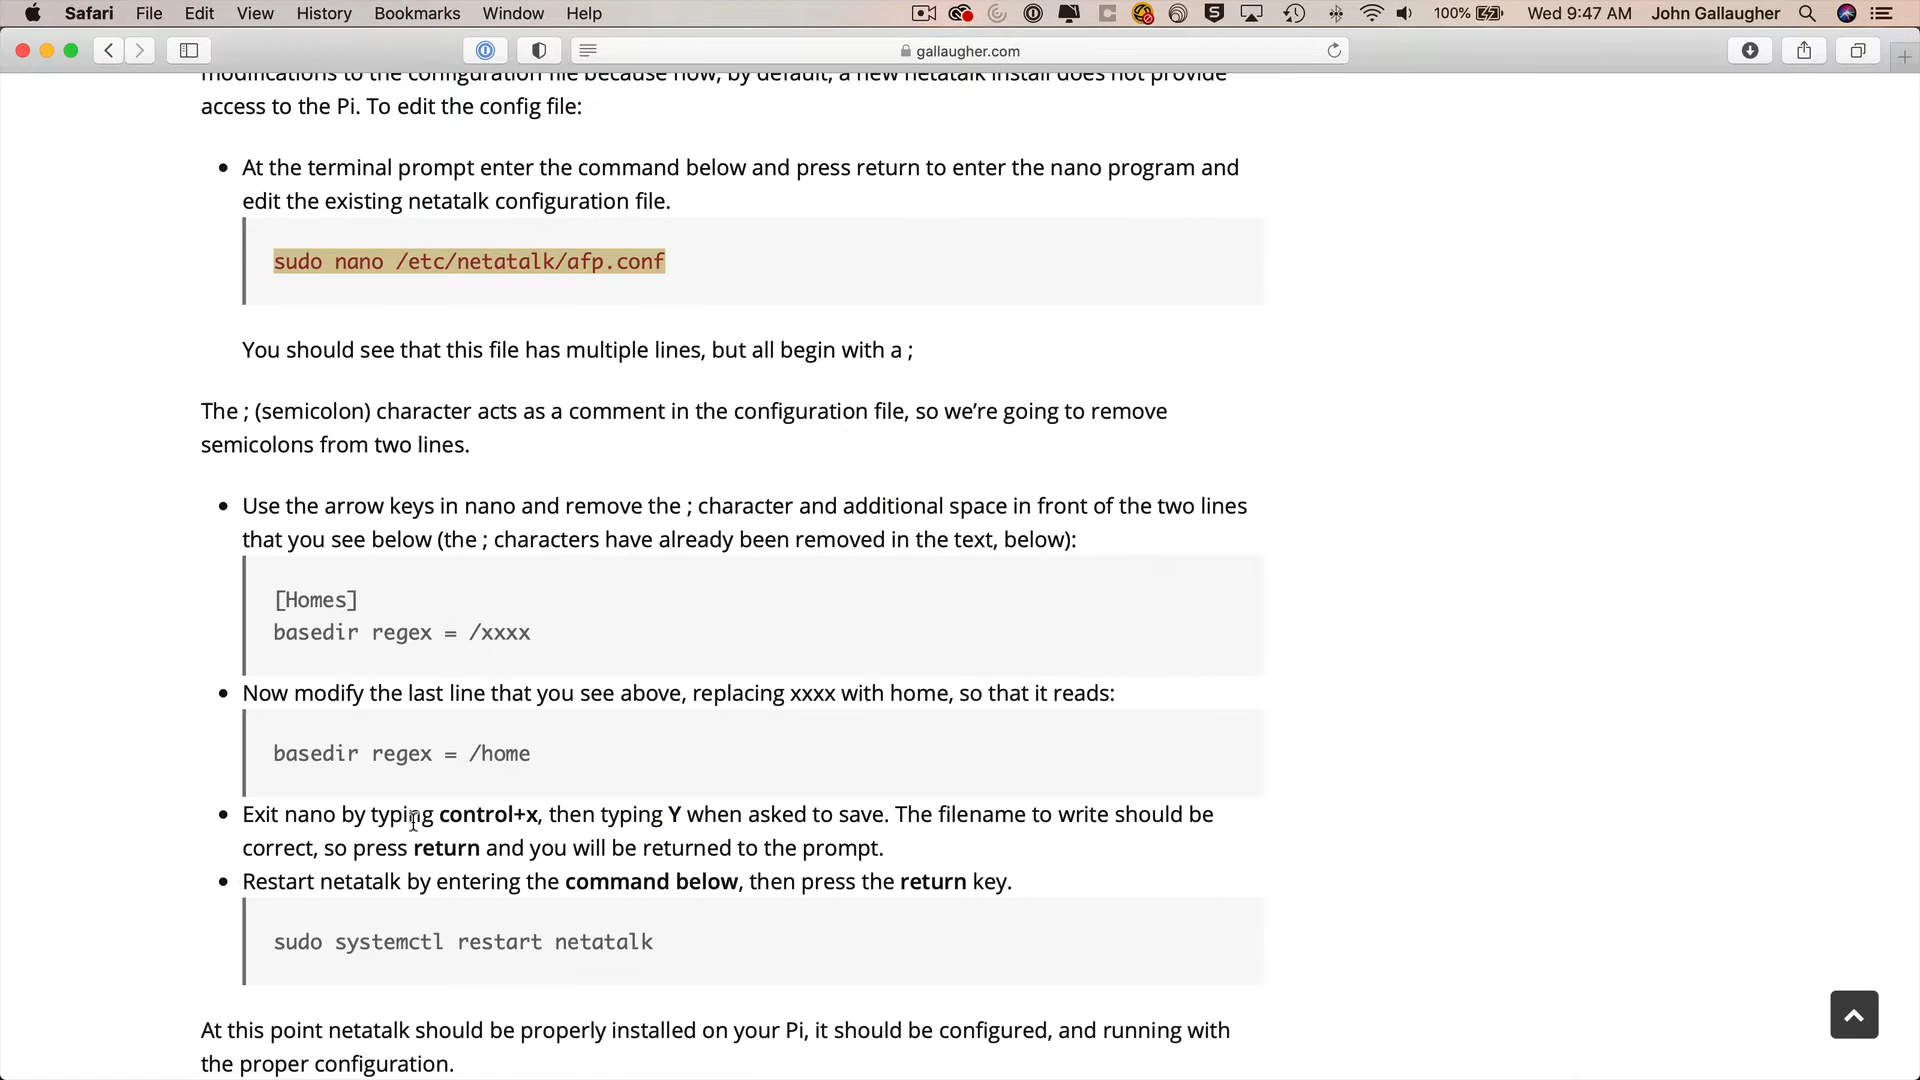 Safari File Edit View History Bookmarks Window Help 100% Wed 9:47 AM John Gallaugher
gallaugher.com
modifications to the configuration file because now, by default, a new netatalk install does not provide
access to the Pi. To edit the config file:
• At the terminal prompt enter the command below and press return to enter the nano program and
edit the existing netatalk configuration file.
sudo nano /etc/netatalk/afp.conf
You should see that this file has multiple lines, but all begin with a ;
The ; (semicolon) character acts as a comment in the configuration file, so we’re going to remove
semicolons from two lines.
• Use the arrow keys in nano and remove the ; character and additional space in front of the two lines
that you see below (the ; characters have already been removed in the text, below):
[Homes]
basedir regex = /xxxx
• Now modify the last line that you see above, replacing xxxx with home, so that it reads:
basedir regex = /home
• Exit nano by typing control+x, then typing Y when asked to save. The filename to write should be
correct, so press return and you will be returned to the prompt.
• Restart netatalk by entering the command below, then press the return key.
sudo systemctl restart netatalk
At this point netatalk should be properly installed on your Pi, it should be configured, and running with
the proper configuration.